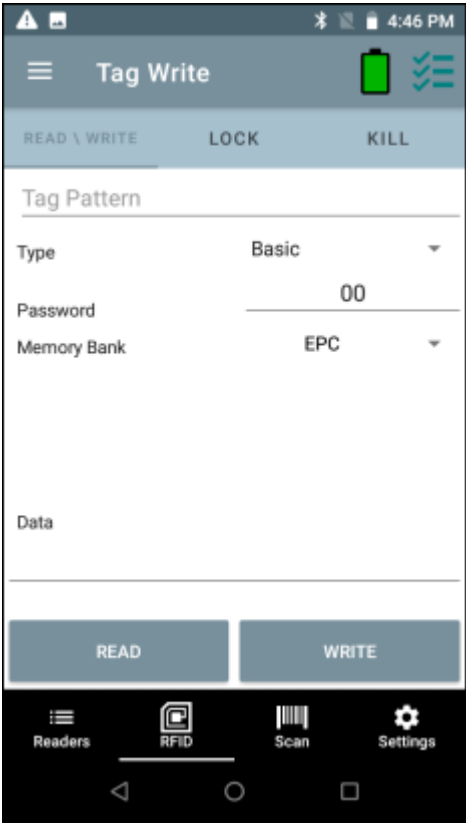 4:46 PM
Tag Write
READ \ WRITE LOCK KILL
Tag Pattern
Type Basic
Password 00
Memory Bank EPC
Data
READ WRITE
Readers RFID Scan Settings